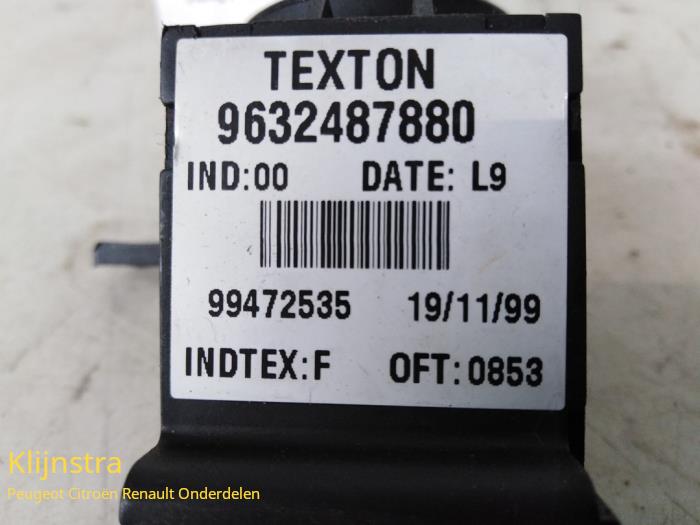 TEXTON
9632487880
IND:00 DATE: L9
99472535 19/11/99
INDTEX:F OFT:0853
Klijnstra
Peugeot Citroën Renault Onderdelen